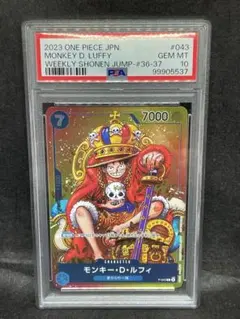 2023 ONE PIECE JPN. #043
MONKEY D. LUFFY GEM MT
WEEKLY SHONEN JUMP-#36-37 10
PSA 99905537
7 7000
CHARACTER
モンキー・D・ルフィ